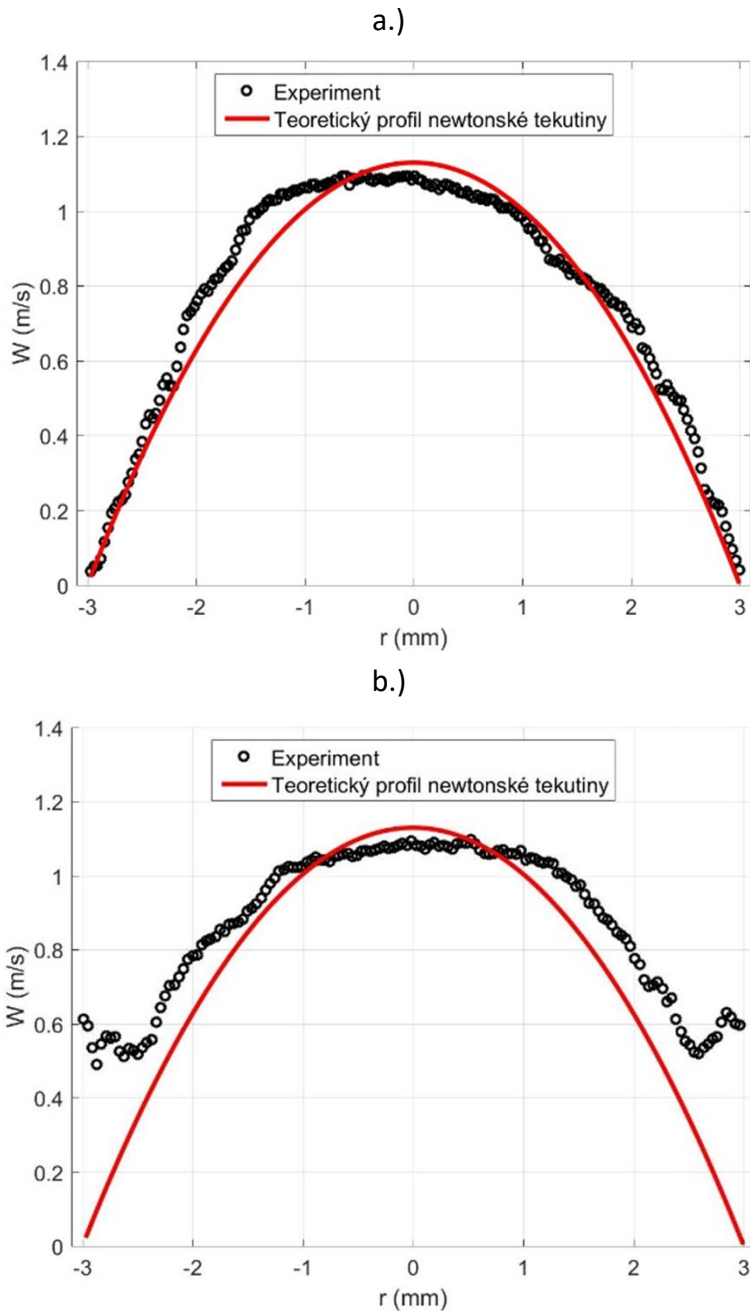 a.)
1.4
Experiment
Teoretický profil newtonské tekutiny
1.2
1
0.8
W (m/s)
0.6
0.4
0.2
0
-3 -2 -1 0 1 2 3
r (mm)
b.)
1.4
Experiment
Teoretický profil newtonské tekutiny
1.2
1
0.8
W (m/s)
0.6
0.4
0.2
0
-3 -2 -1 0 1 2 3
r (mm)